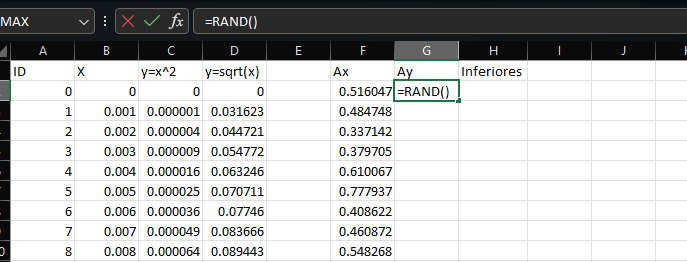 MAX fx =RAND()
A B C D E F G H I J
ID X y=x^2 y=sqrt(x) Ax Ay Inferiores
0 0 0 0 0.516047 =RAND()
1 0.001 0.000001 0.031623 0.484748
2 0.002 0.000004 0.044721 0.337142
3 0.003 0.000009 0.054772 0.379705
4 0.004 0.000016 0.063246 0.610067
5 0.005 0.000025 0.070711 0.777937
6 0.006 0.000036 0.07746 0.408622
7 0.007 0.000049 0.083666 0.460872
8 0.008 0.000064 0.089443 0.548268